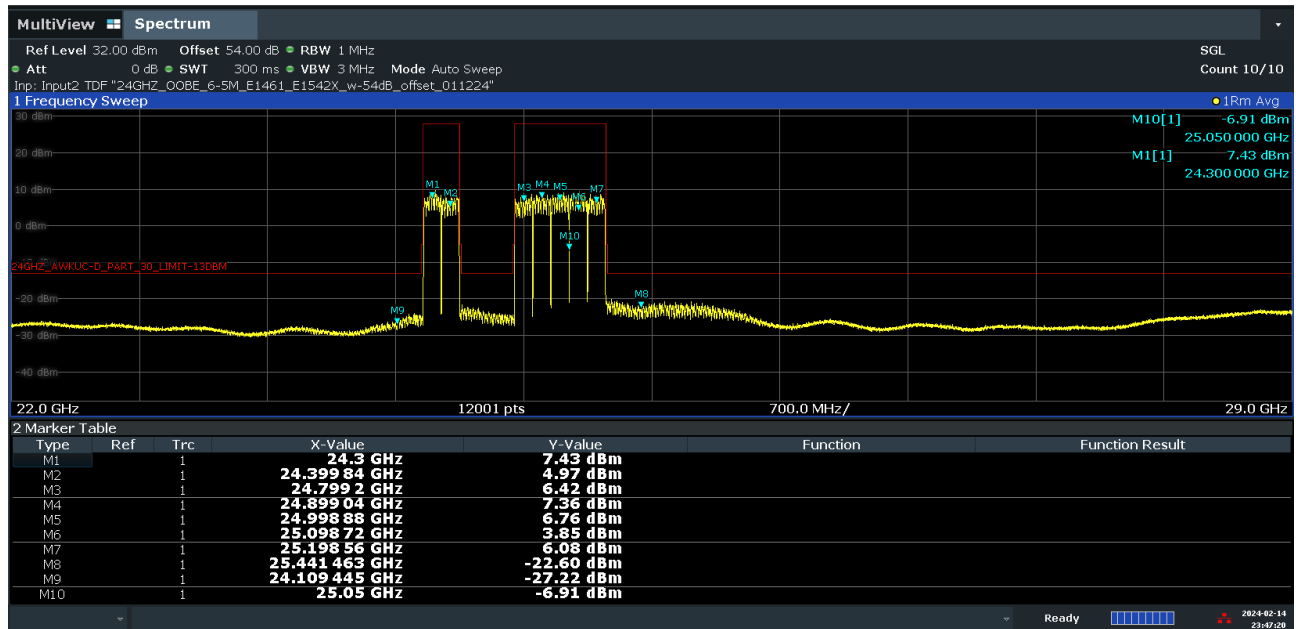 MultiView Spectrum
Ref Level 32.00 dBm Offset 54.00 dB RBW 1 MHz SGL
Att 0 dB SWT 300 ms VBW 3 MHz Mode Auto Sweep Count 10/10
Inp: Input2 TDF "24GHZ_OOBE_6-5M_E1461_E1542X_w-54dB_offset_011224"
1 Frequency Sweep 1Rm Avg
30 dBm
M10[1] -6.91 dBm
25.050 000 GHz
20 dBm
M1[1] 7.43 dBm
24.300 000 GHz
10 dBm
M1 M2 M3 M4 M5 M6 M7
0 dBm
M10
24GHZ_AWKUC-D_PART_30_LIMIT-13DBM
-20 dBm
M8
M9
-30 dBm
-40 dBm
22.0 GHz 12001 pts 700.0 MHz/ 29.0 GHz
2 Marker Table
Type Ref Trc X-Value Y-Value Function Function Result
M1 1 24.3 GHz 7.43 dBm
M2 1 24.399 84 GHz 4.97 dBm
M3 1 24.799 2 GHz 6.42 dBm
M4 1 24.899 04 GHz 7.36 dBm
M5 1 24.998 88 GHz 6.76 dBm
M6 1 25.098 72 GHz 3.85 dBm
M7 1 25.198 56 GHz 6.08 dBm
M8 1 25.441 463 GHz -22.60 dBm
M9 1 24.109 445 GHz -27.22 dBm
M10 1 25.05 GHz -6.91 dBm
Ready 2024-02-14
23:47:20